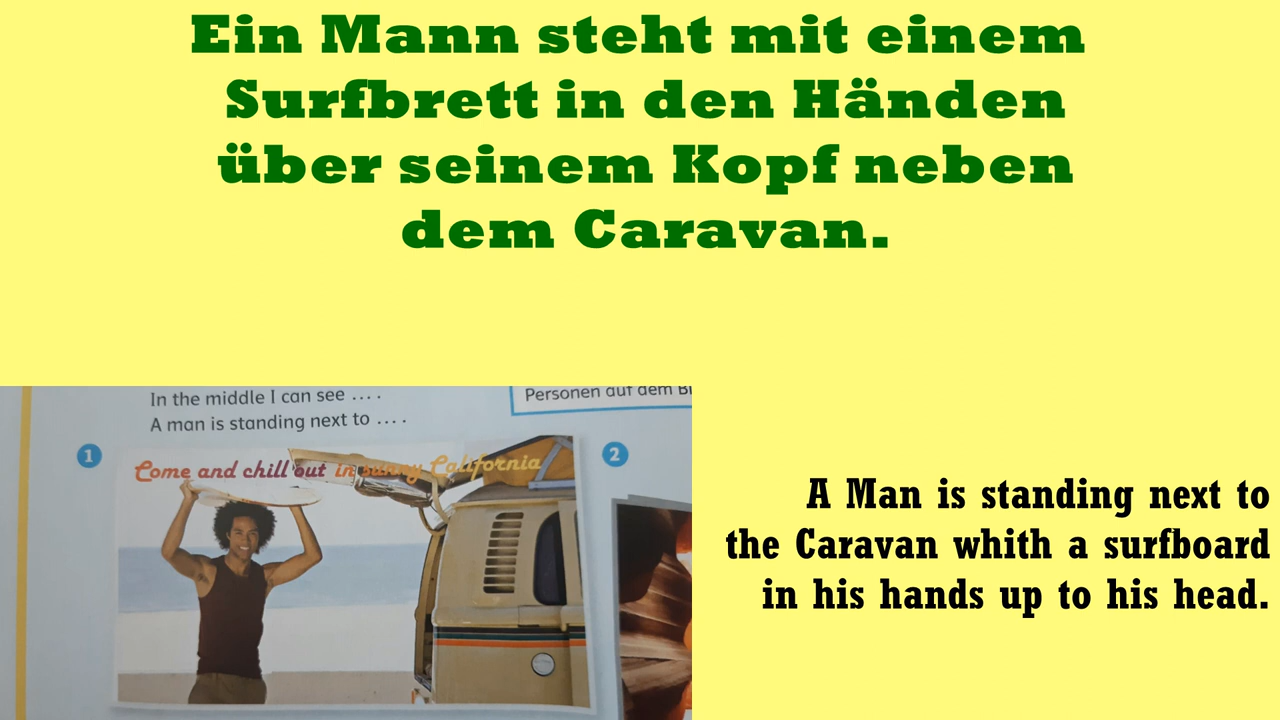 Ein Mann steht mit einem
Surfbrett in den Händen
über seinem Kopf neben
dem Caravan.
In the middle I can see ....
A man is standing next to ....
Personen auf dem
1
2
Come and chill out in sunny California
A Man is standing next to
the Caravan whith a surfboard
in his hands up to his head.